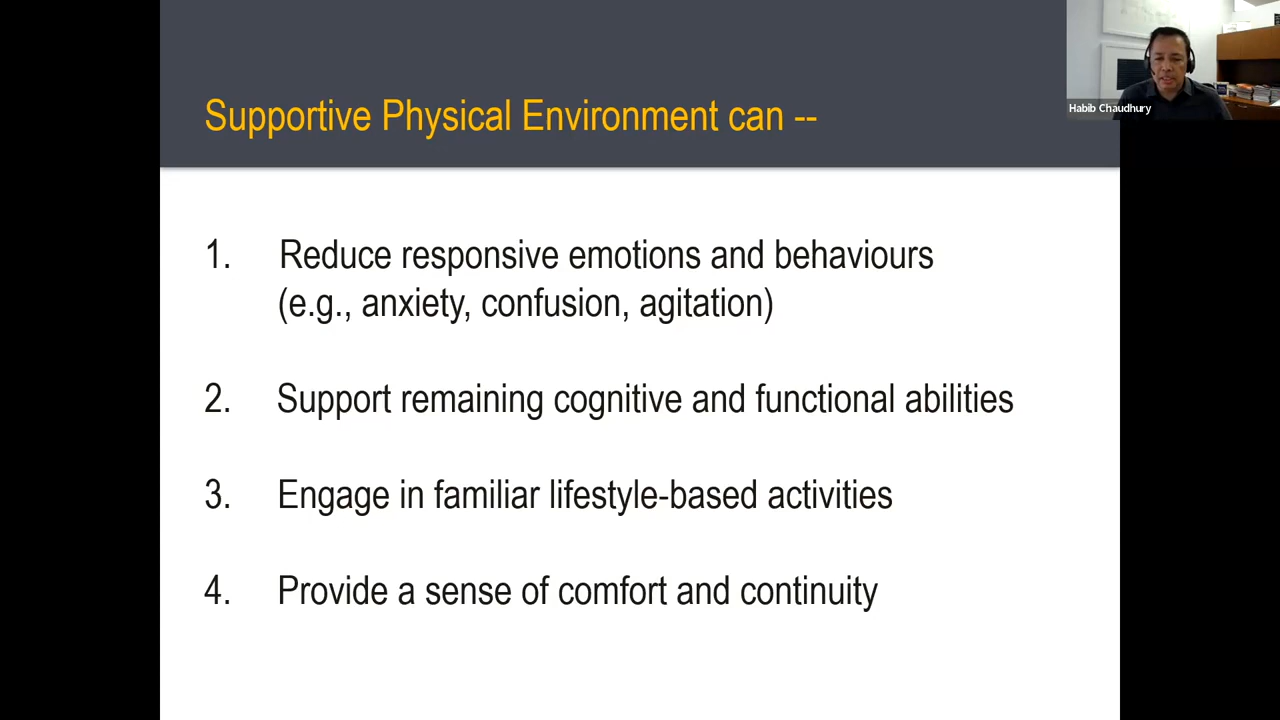 Supportive Physical Environment can --
Habib Chaudhury
1. Reduce responsive emotions and behaviours
(e.g., anxiety, confusion, agitation)
2. Support remaining cognitive and functional abilities
3. Engage in familiar lifestyle-based activities
4. Provide a sense of comfort and continuity